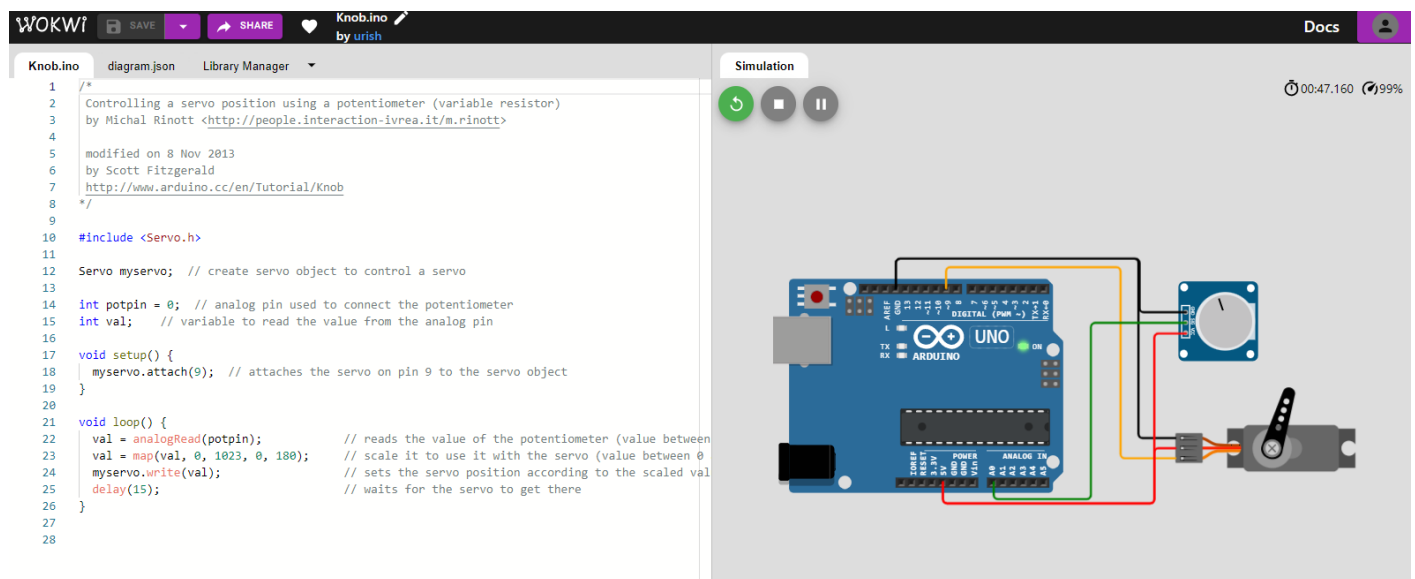 WOKWi SAVE SHARE Knob.ino
by urish
Docs
Knob.ino diagram.json Library Manager
Simulation
00:47.160 99%
1 /*
2 Controlling a servo position using a potentiometer (variable resistor)
3 by Michal Rinott <http://people.interaction-ivrea.it/m.rinott>
4
5 modified on 8 Nov 2013
6 by Scott Fitzgerald
7 http://www.arduino.cc/en/Tutorial/Knob
8 */
9
10 #include <Servo.h>
11
12 Servo myservo;  // create servo object to control a servo
13
14 int potpin = 0;  // analog pin used to connect the potentiometer
15 int val;    // variable to read the value from the analog pin
16
17 void setup() {
18   myservo.attach(9);  // attaches the servo on pin 9 to the servo object
19 }
20
21 void loop() {
22   val = analogRead(potpin);            // reads the value of the potentiometer (value between
23   val = map(val, 0, 1023, 0, 180);     // scale it to use it with the servo (value between 0
24   myservo.write(val);                  // sets the servo position according to the scaled val
25   delay(15);                           // waits for the servo to get there
26 }
27
28
AREF GND 13 12 ~11 ~10 ~9 8 7 ~6 ~5 4 ~3 2 TX→1 RX←0
DIGITAL (PWM ~)
L
TX
RX
UNO
ON
ARDUINO
POWER
ANALOG IN
IOREF RESET 3.3V 5V GND GND Vin A0 A1 A2 A3 A4 A5